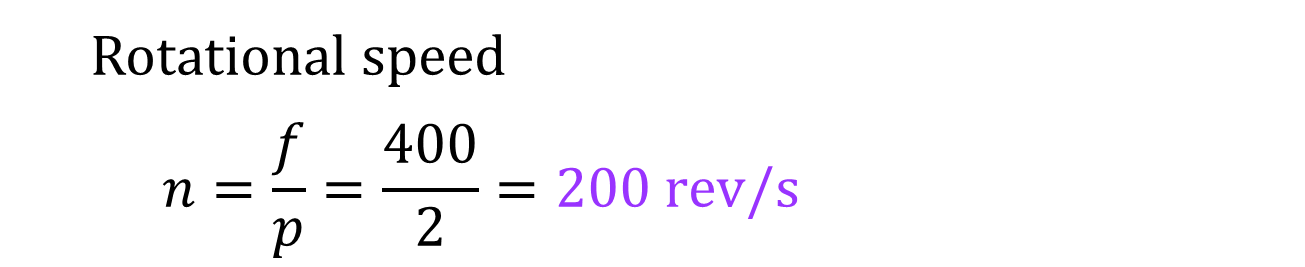 Rotational speed
n = f/p = 400/2 = 200 rev/s